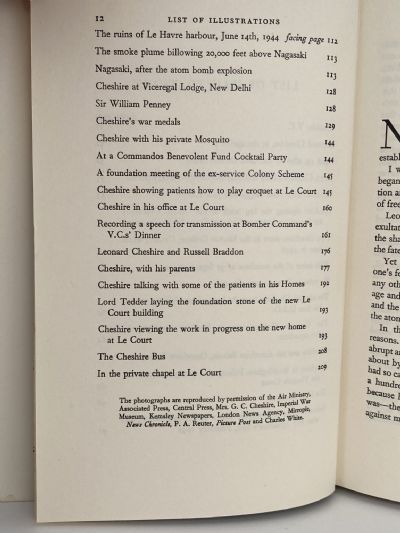 12 LIST OF ILLUSTRATIONS
The ruins of Le Havre harbour, June 14th, 1944 facing page 112
The smoke plume billowing 20,000 feet above Nagasaki 113
Nagasaki, after the atom bomb explosion 113
Cheshire at Viceregal Lodge, New Delhi 128
Sir William Penney 128
Cheshire's war medals 129
Cheshire with his private Mosquito 144
At a Commandos Benevolent Fund Cocktail Party 144
A foundation meeting of the ex-service Colony Scheme 145
Cheshire showing patients how to play croquet at Le Court 145
Cheshire in his office at Le Court 160
Recording a speech for transmission at Bomber Command's
V.C.s' Dinner 161
Leonard Cheshire and Russell Braddon 176
Cheshire, with his parents 177
Cheshire talking with some of the patients in his Homes 192
Lord Tedder laying the foundation stone of the new Le
Court building 193
Cheshire viewing the work in progress on the new home
at Le Court 193
The Cheshire Bus 208
In the private chapel at Le Court 209
The photographs are reproduced by permission of the Air Ministry,
Associated Press, Central Press, Mrs. G. C. Cheshire, Imperial War
Museum, Kemsley Newspapers, London News Agency, Mirropic,
News Chronicle, P. A. Reuter, Picture Post and Charles White.
N
establ
I w
began
tion a
of free
Leo
exultat
the sha
the fate
Yet
one's f
any oth
age and
and the
the aton
In th
reasons.
abrupt a
about by
had so ca
a hundre
because h
was—the
against m